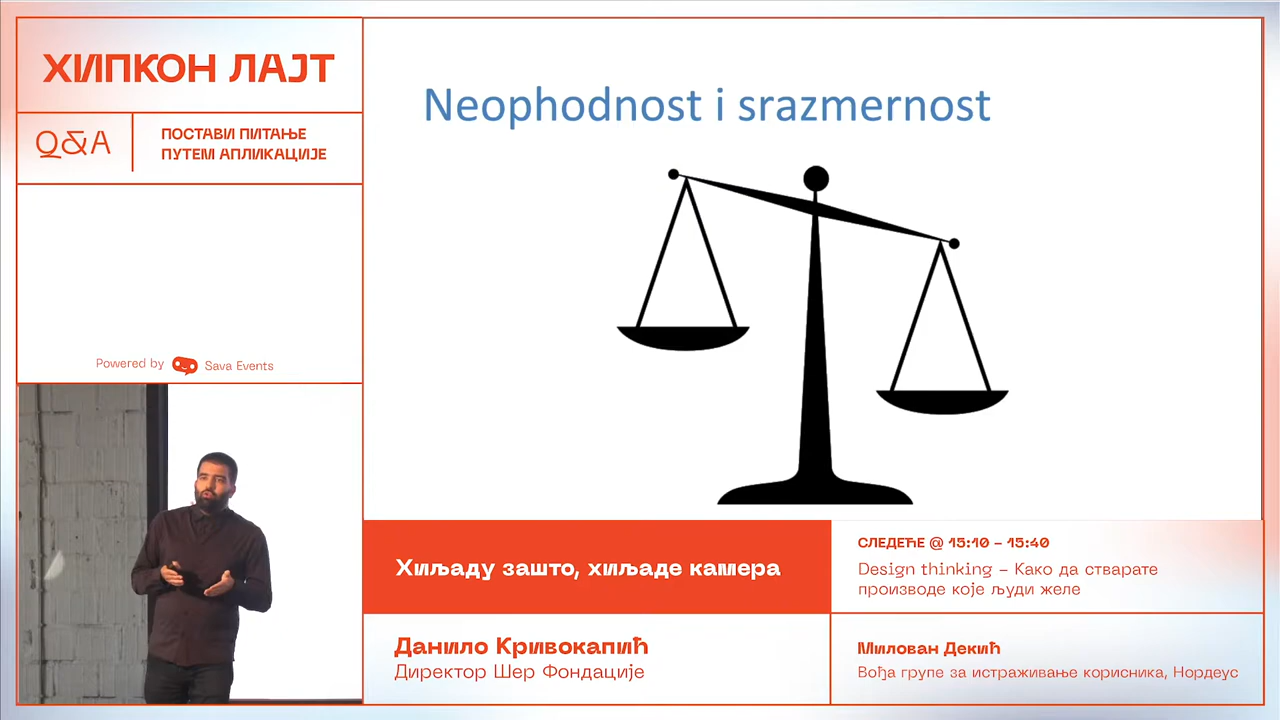 ХИПКОН ЛАЈТ
Q&A
ПОСТАВИ ПИТАЊЕ
ПУТЕМ АПЛИКАЦИЈЕ
Powered by Sava Events
Neophodnost i srazmernost
Хиљаду зашто, хиљаде камера
Данило Кривокапић
Директор Шер Фондације
СЛЕДЕЋЕ @ 15:10 – 15:40
Design thinking – Како да стварате
производе које људи желе
Милован Декић
Вођа групе за истраживање корисника, Нордеус